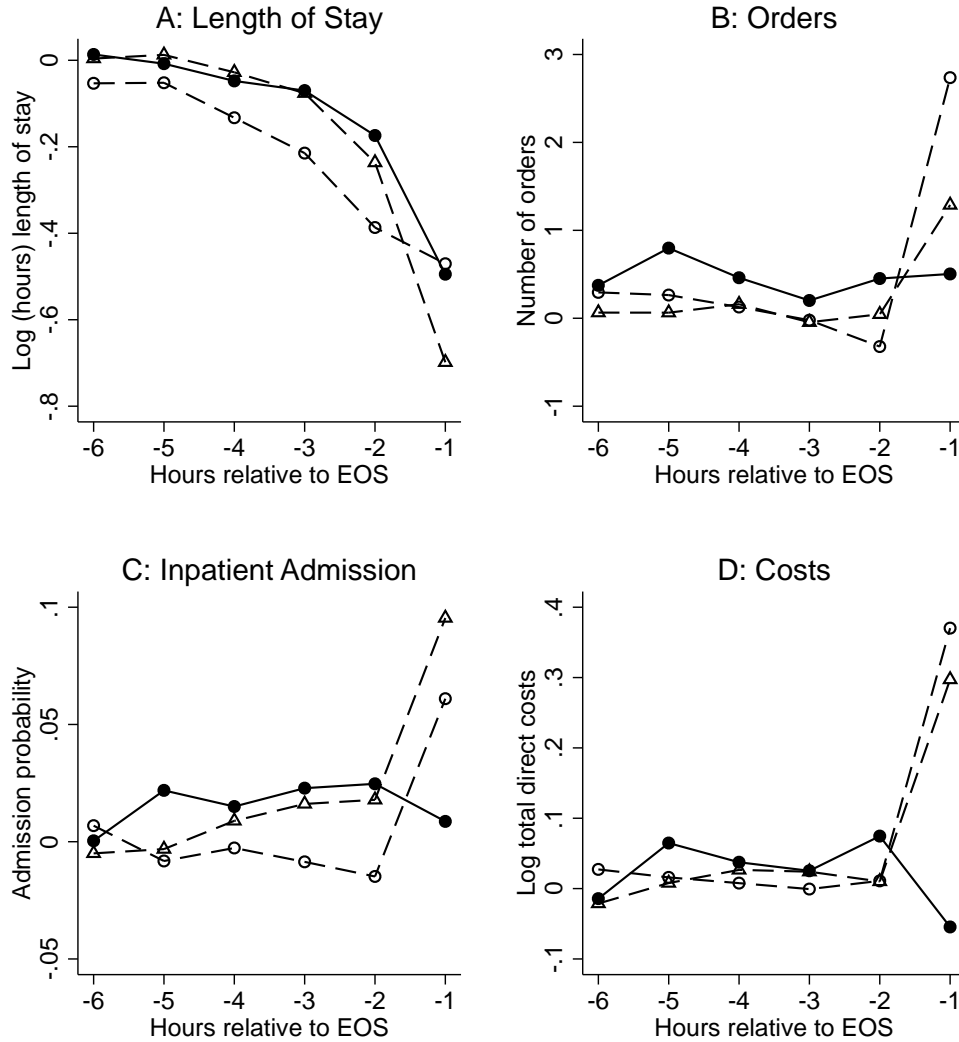 A: Length of Stay
Log (hours) length of stay
0
-.2
-.4
-.6
-.8
-6 -5 -4 -3 -2 -1
Hours relative to EOS
B: Orders
Number of orders
3
2
1
0
-1
-6 -5 -4 -3 -2 -1
Hours relative to EOS
C: Inpatient Admission
Admission probability
.1
.05
0
-.05
-6 -5 -4 -3 -2 -1
Hours relative to EOS
D: Costs
Log total direct costs
.4
.3
.2
.1
0
-.1
-6 -5 -4 -3 -2 -1
Hours relative to EOS